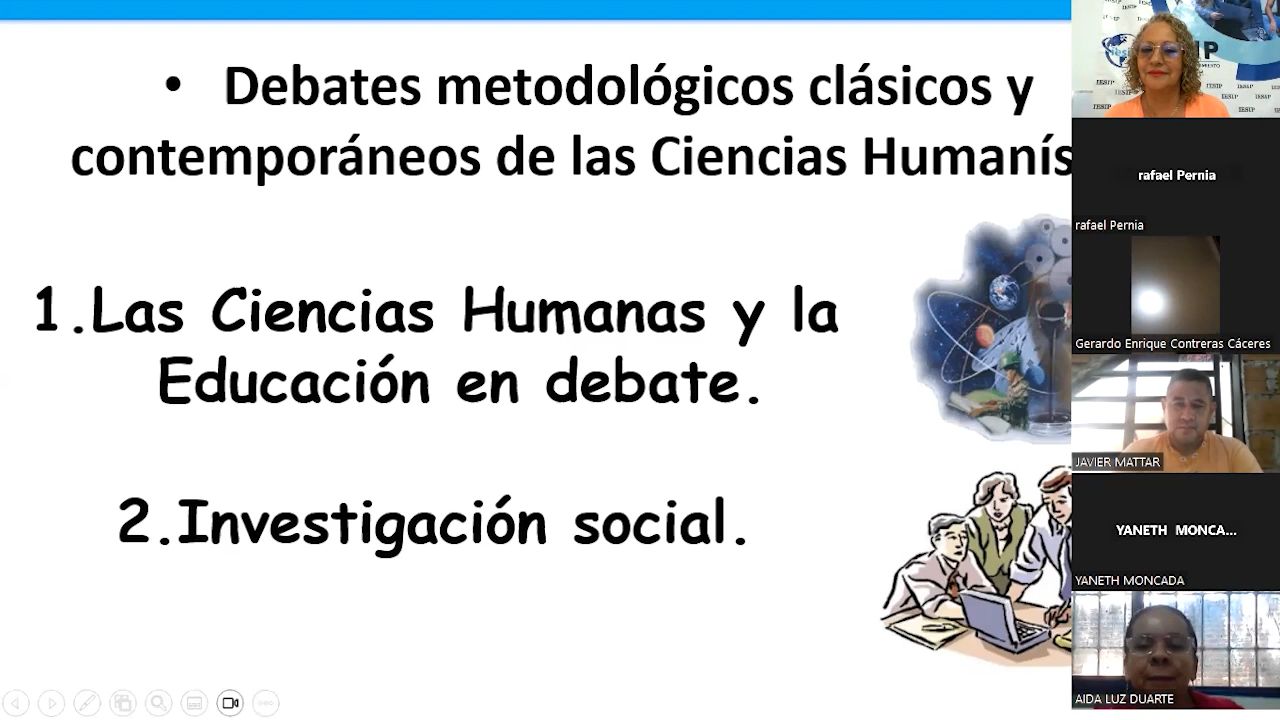 • Debates metodológicos clásicos y
contemporáneos de las Ciencias Humanís
1.Las Ciencias Humanas y la
Educación en debate.
2.Investigación social.
IESIP
rafael Pernia
rafael Pernia
Gerardo Enrique Contreras Cáceres
JAVIER MATTAR
YANETH MONCA...
YANETH MONCADA
AIDA LUZ DUARTE